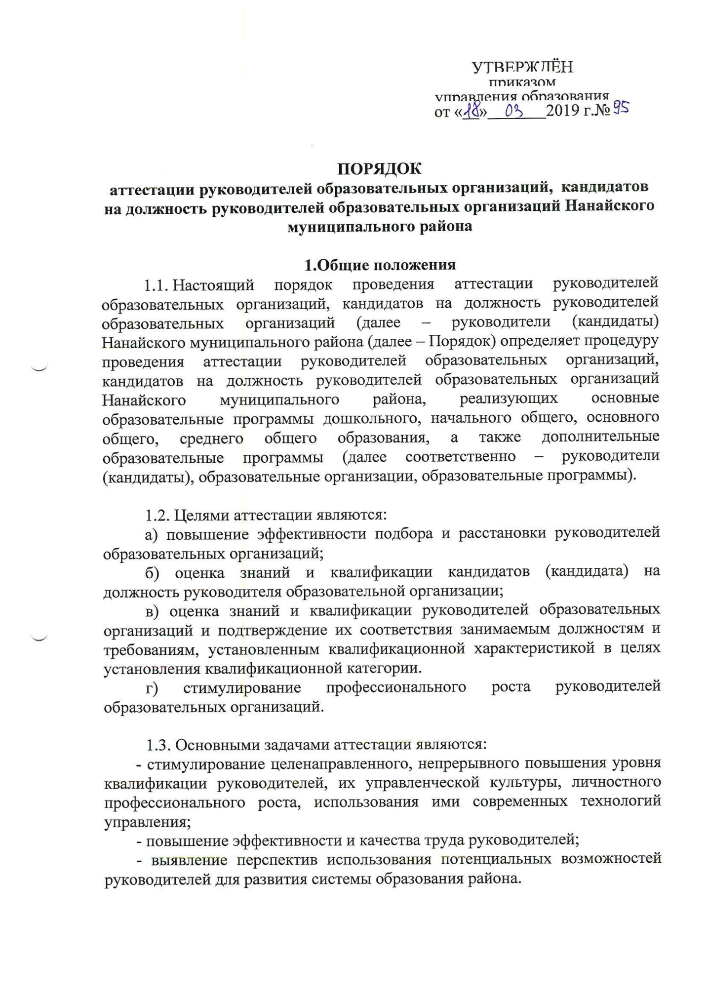 УТВЕРЖДЁН
приказом
управления образования
от «18» 03 2019 г.№ 95
ПОРЯДОК
аттестации руководителей образовательных организаций, кандидатов
на должность руководителей образовательных организаций Нанайского
муниципального района
1.Общие положения
1.1. Настоящий порядок проведения аттестации руководителей
образовательных организаций, кандидатов на должность руководителей
образовательных организаций (далее – руководители (кандидаты)
Нанайского муниципального района (далее – Порядок) определяет процедуру
проведения аттестации руководителей образовательных организаций,
кандидатов на должность руководителей образовательных организаций
Нанайского муниципального района, реализующих основные
образовательные программы дошкольного, начального общего, основного
общего, среднего общего образования, а также дополнительные
образовательные программы (далее соответственно – руководители
(кандидаты), образовательные организации, образовательные программы).
1.2. Целями аттестации являются:
а) повышение эффективности подбора и расстановки руководителей
образовательных организаций;
б) оценка знаний и квалификации кандидатов (кандидата) на
должность руководителя образовательной организации;
в) оценка знаний и квалификации руководителей образовательных
организаций и подтверждение их соответствия занимаемым должностям и
требованиям, установленным квалификационной характеристикой в целях
установления квалификационной категории.
г) стимулирование профессионального роста руководителей
образовательных организаций.
1.3. Основными задачами аттестации являются:
- стимулирование целенаправленного, непрерывного повышения уровня
квалификации руководителей, их управленческой культуры, личностного
профессионального роста, использования ими современных технологий
управления;
- повышение эффективности и качества труда руководителей;
- выявление перспектив использования потенциальных возможностей
руководителей для развития системы образования района.